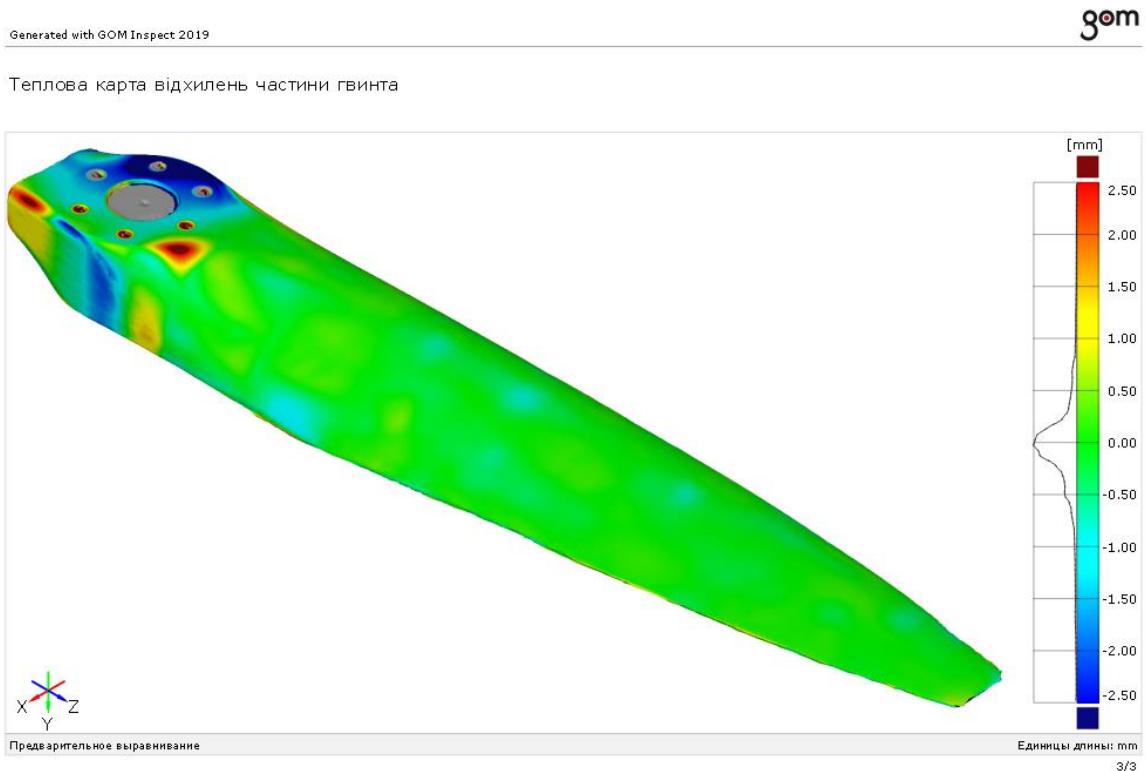 gom
Generated with GOM Inspect 2019
Теплова карта відхилень частини гвинта
[mm]
2.50
2.00
1.50
1.00
0.50
0.00
-0.50
-1.00
-1.50
-2.00
-2.50
X
Z
Y
Предварительное выравнивание
Единицы длины: mm
3/3